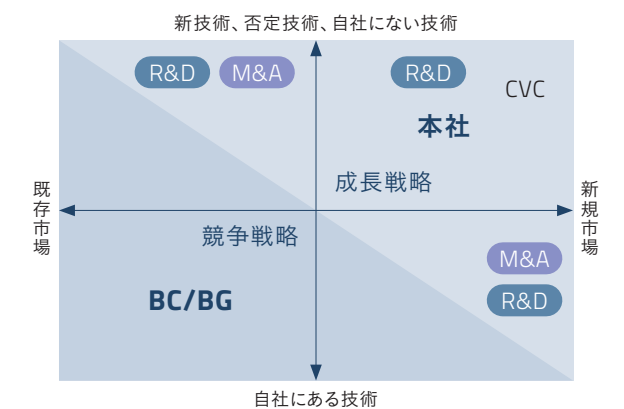 新技術、否定技術、自社にない技術
R&D
M&A
R&D
CVC
本社
成長戦略
既存市場
新規市場
競争戦略
M&A
BC/BG
R&D
自社にある技術